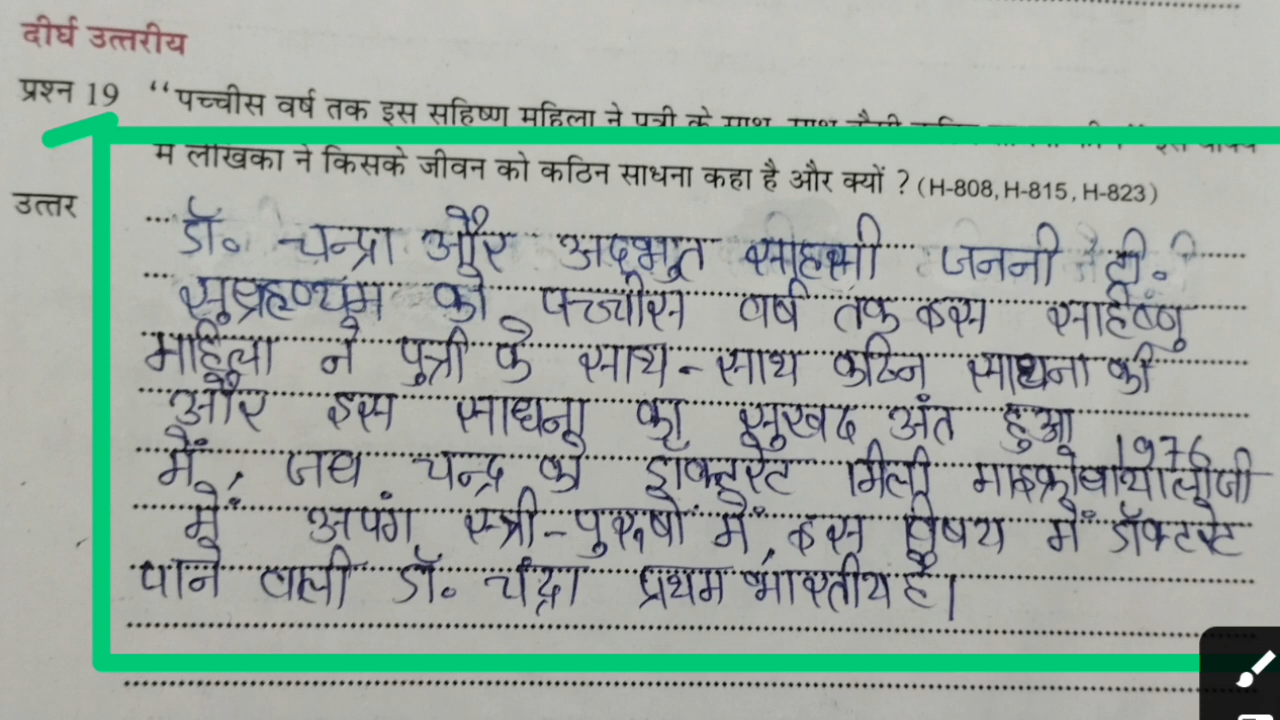 दीर्घ उत्तरीय
प्रश्न 19 “पच्चीस वर्ष तक इस सहिष्ण महिला ने पुत्री के साथ-साथ
में लेखिका ने किसके जीवन को कठिन साधना कहा है और क्यों ? (H-808, H-815, H-823)
उत्तर
डॉ. चन्द्रा और अदभुत साहसी जननी टी.
सुब्रहण्यम को पच्चीस वर्ष तक इस सहिष्णु
महिला ने पुत्री के साथ-साथ कठिन साधना की
और इस साधना का सुखद अंत हुआ 1976
में, जब चन्द्र को डॉक्टरेट मिली माइक्रोबायोलॉजी
में अपंग स्त्री-पुरुषों में, इस विषय में डॉक्टरेट
पाने वाली डॉ. चंद्रा प्रथम भारतीय है।